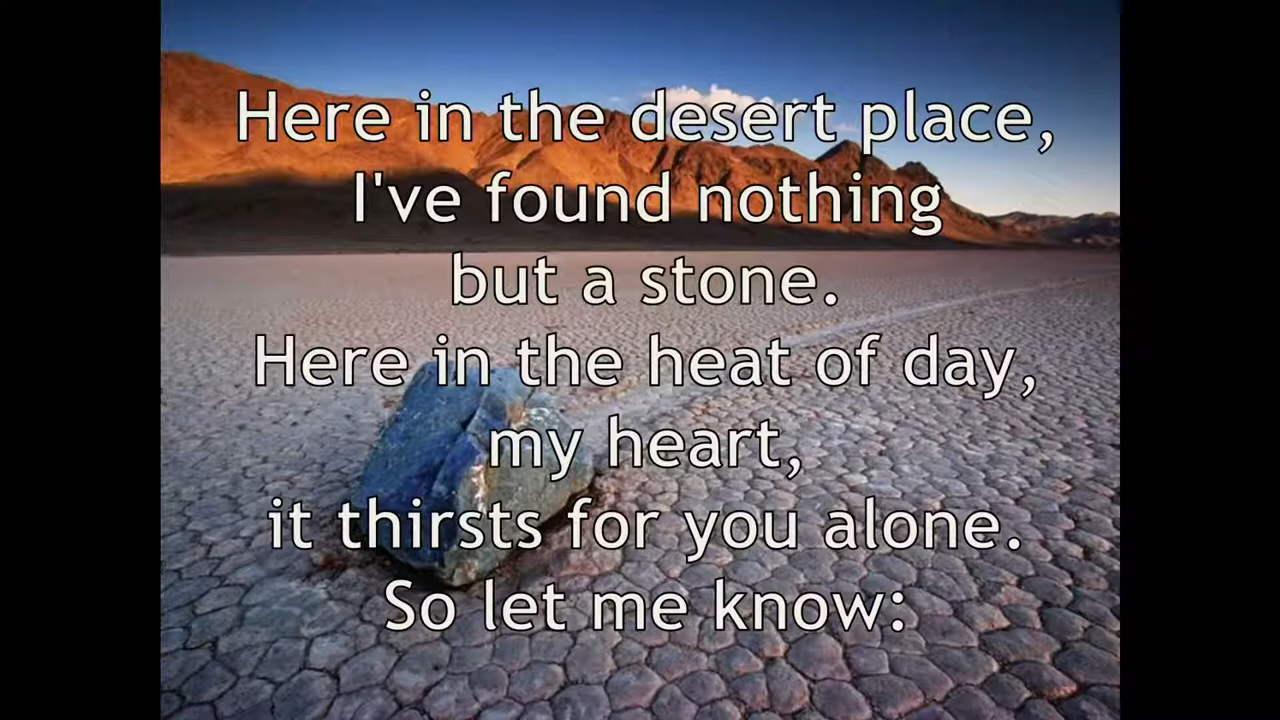 Here in the desert place,
I've found nothing
but a stone.
Here in the heat of day,
my heart,
it thirsts for you alone.
So let me know: